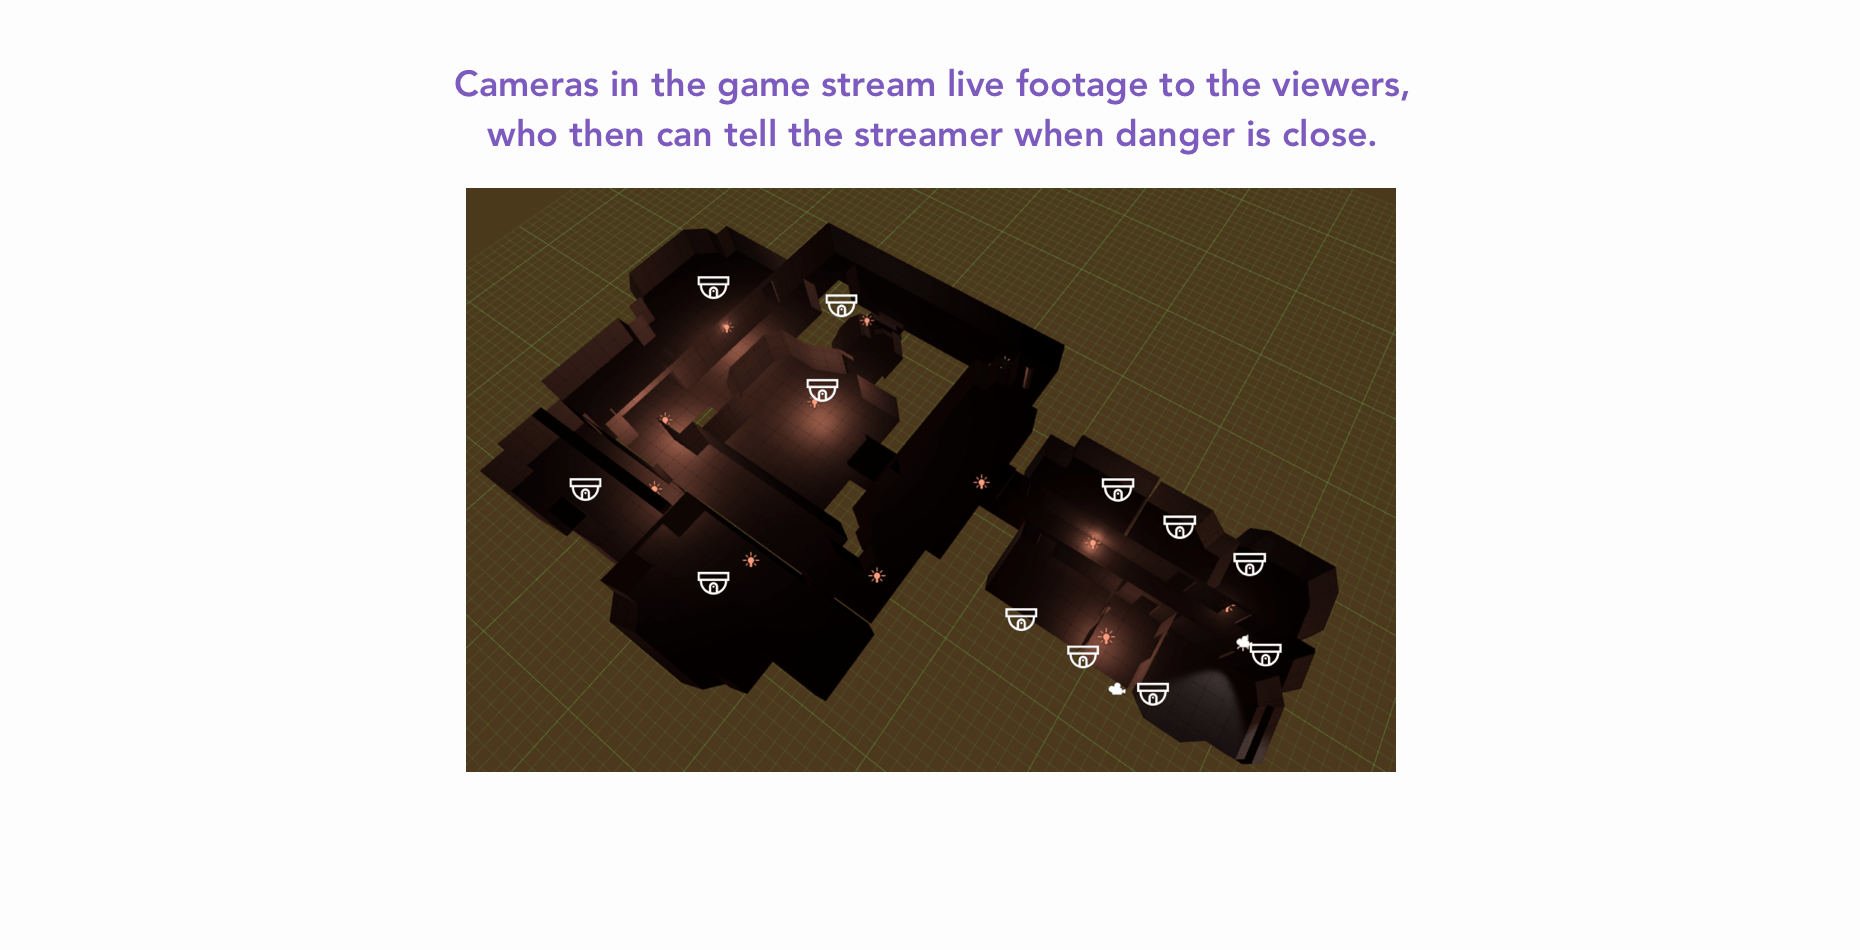 Cameras in the game stream live footage to the viewers,
who then can tell the streamer when danger is close.